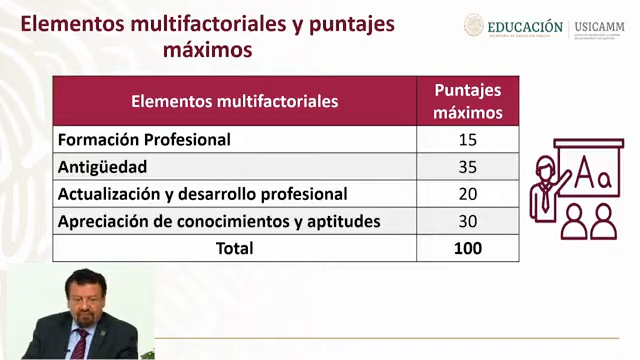 Elementos multifactoriales y puntajes
máximos
EDUCACIÓN
USICAMM
Elementos multifactoriales
Puntajes
máximos
Formación Profesional
15
Antigüedad
35
Actualización y desarrollo profesional
20
Apreciación de conocimientos y aptitudes
30
Total
100
Aa